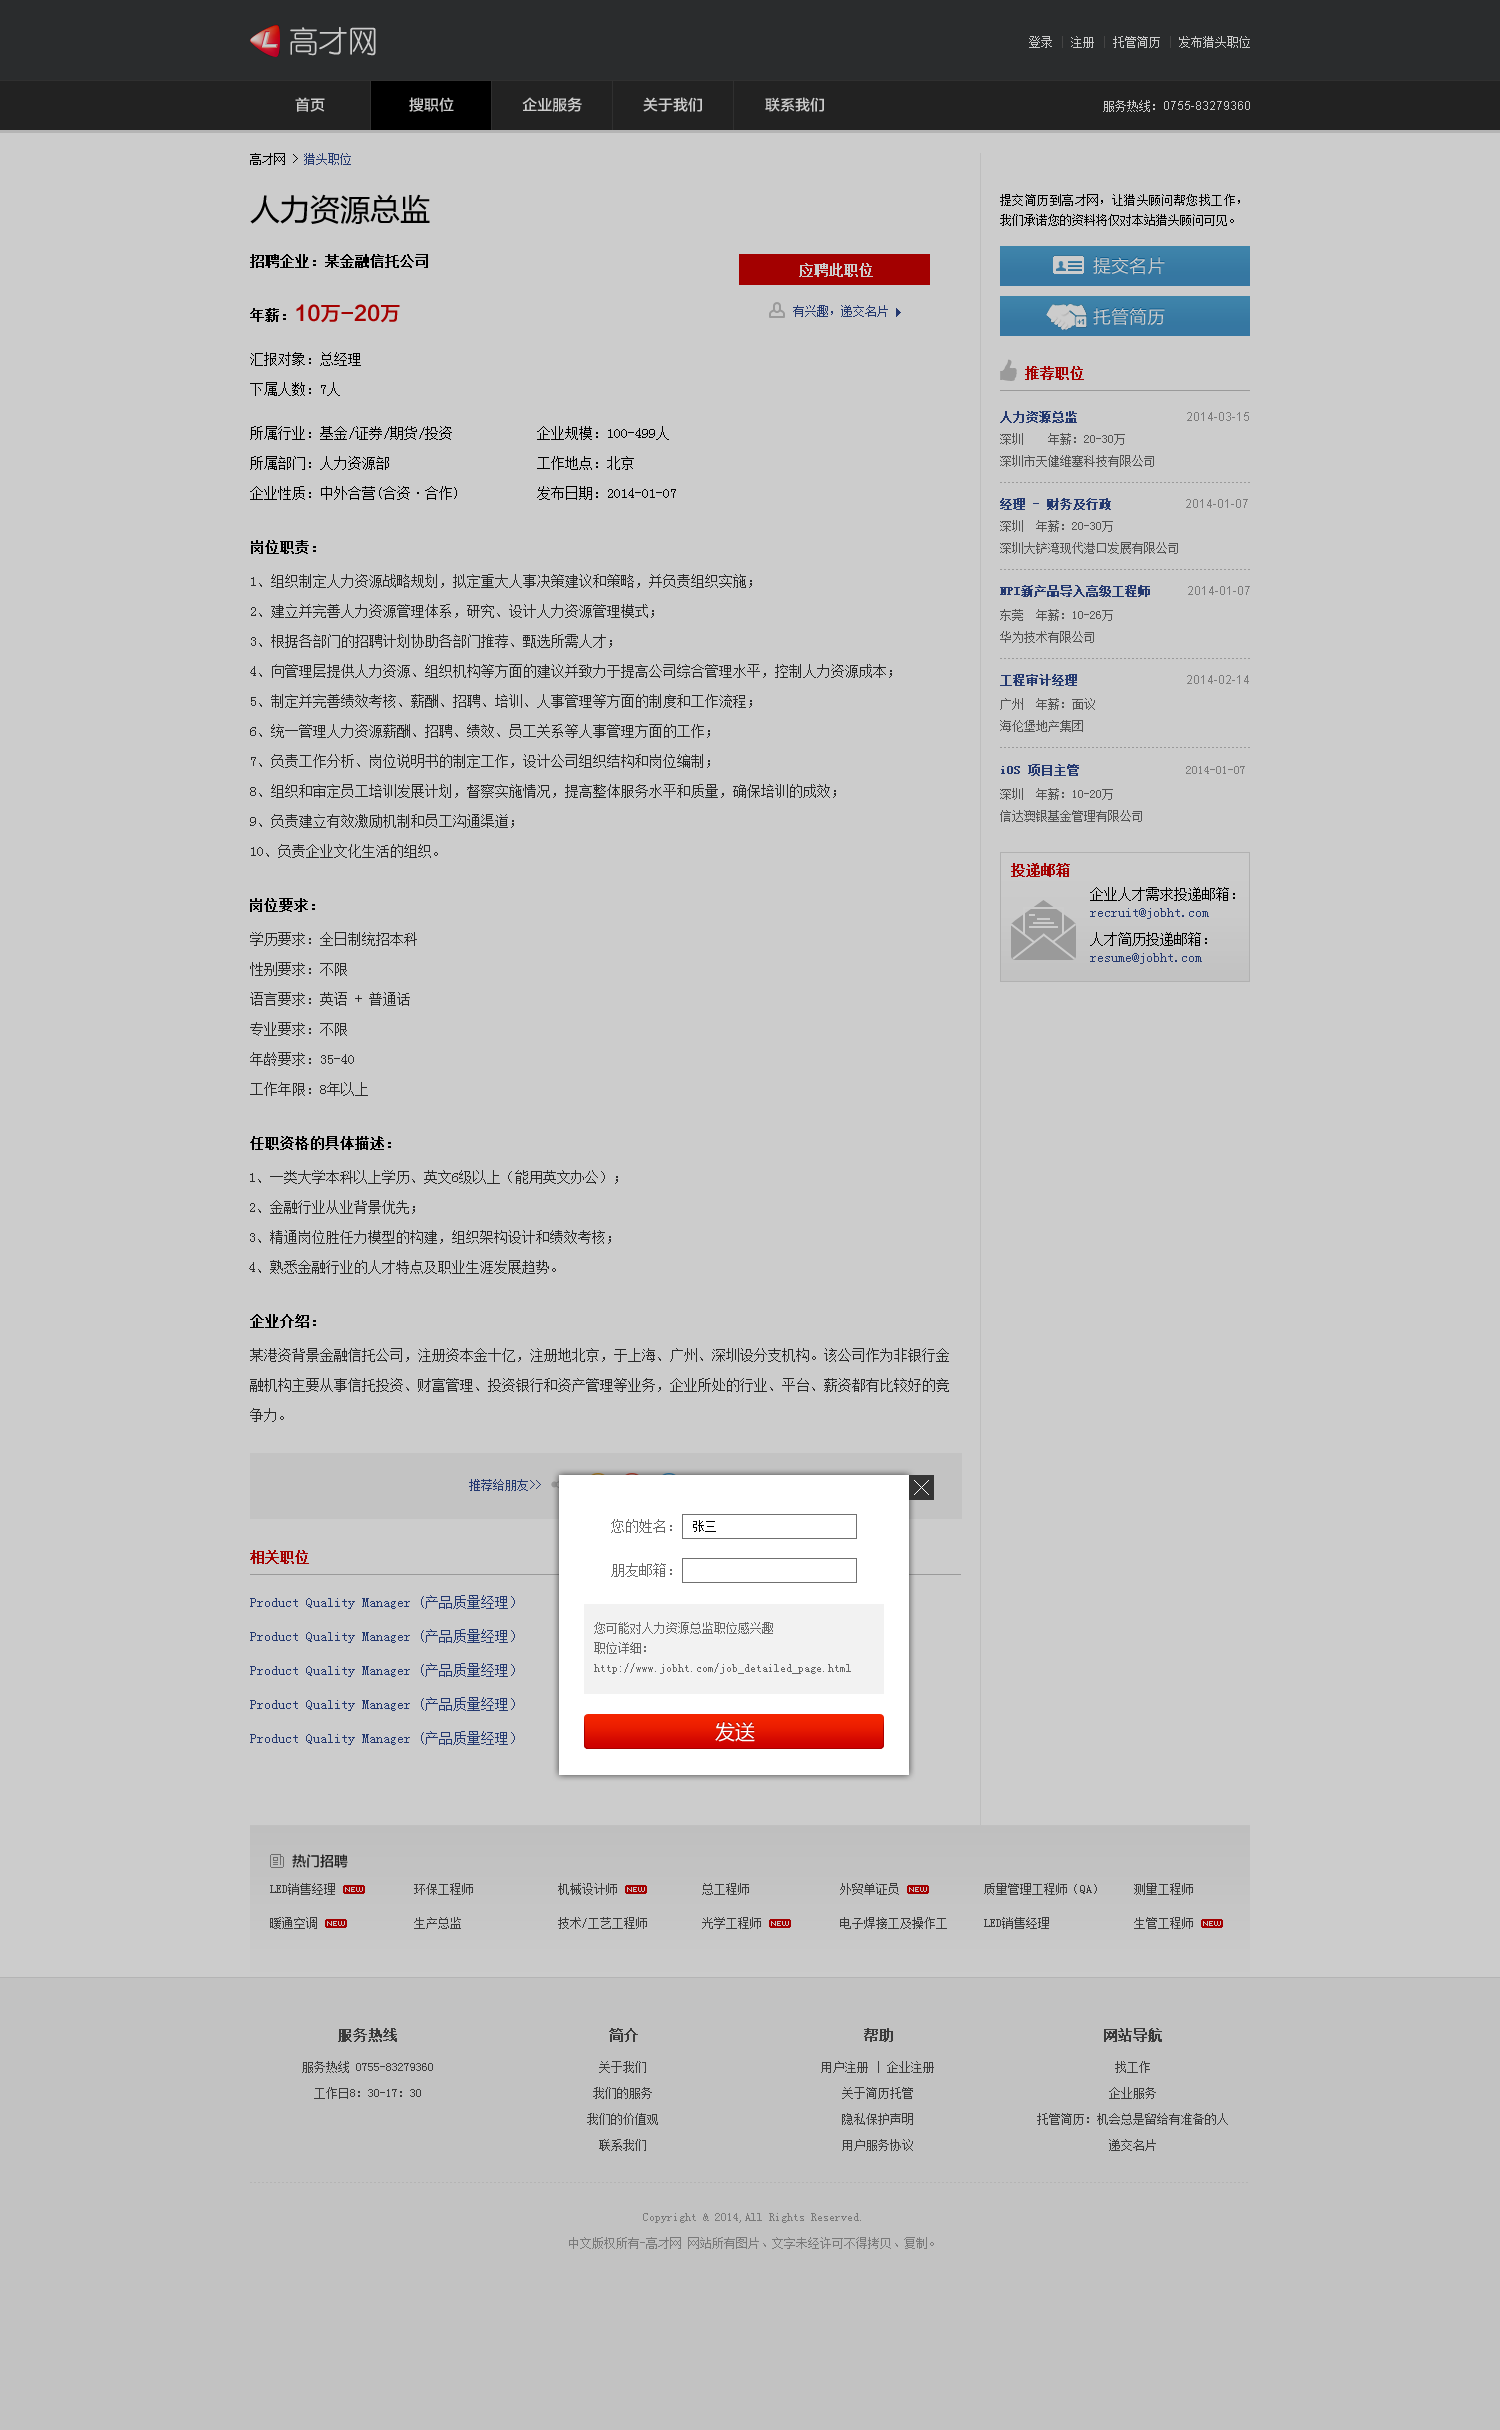 高才网
登录 注册 托管简历 发布猎头职位
首页 搜职位 企业服务 关于我们 联系我们
服务热线：0755-83279360
高才网 > 猎头职位
人力资源总监
招聘企业：某金融信托公司
应聘此职位
年薪：10万-20万
有兴趣，递交名片
汇报对象：总经理
下属人数：7人
所属行业：基金/证券/期货/投资 企业规模：100-499人
所属部门：人力资源部 工作地点：北京
企业性质：中外合营(合资·合作) 发布日期：2014-01-07
岗位职责：
1、组织制定人力资源战略规划，拟定重大人事决策建议和策略，并负责组织实施；
2、建立并完善人力资源管理体系，研究、设计人力资源管理模式；
3、根据各部门的招聘计划协助各部门推荐、甄选所需人才；
4、向管理层提供人力资源、组织机构等方面的建议并致力于提高公司综合管理水平，控制人力资源成本；
5、制定并完善绩效考核、薪酬、招聘、培训、人事管理等方面的制度和工作流程；
6、统一管理人力资源薪酬、招聘、绩效、员工关系等人事管理方面的工作；
7、负责工作分析、岗位说明书的制定工作，设计公司组织结构和岗位编制；
8、组织和审定员工培训发展计划，督察实施情况，提高整体服务水平和质量，确保培训的成效；
9、负责建立有效激励机制和员工沟通渠道；
10、负责企业文化生活的组织。
岗位要求：
学历要求：全日制统招本科
性别要求：不限
语言要求：英语 + 普通话
专业要求：不限
年龄要求：35-40
工作年限：8年以上
任职资格的具体描述：
1、一类大学本科以上学历、英文6级以上（能用英文办公）；
2、金融行业从业背景优先；
3、精通岗位胜任力模型的构建，组织架构设计和绩效考核；
4、熟悉金融行业的人才特点及职业生涯发展趋势。
企业介绍：
某港资背景金融信托公司，注册资本金十亿，注册地北京，于上海、广州、深圳设分支机构。该公司作为非银行金
融机构主要从事信托投资、财富管理、投资银行和资产管理等业务，企业所处的行业、平台、薪资都有比较好的竞
争力。
推荐给朋友>>
相关职位
Product Quality Manager (产品质量经理)
Product Quality Manager (产品质量经理)
Product Quality Manager (产品质量经理)
Product Quality Manager (产品质量经理)
Product Quality Manager (产品质量经理)
您的姓名： 张三
朋友邮箱：
您可能对人力资源总监职位感兴趣
职位详细：
http://www.jobht.com/job_detailed_page.html
发送
提交简历到高才网，让猎头顾问帮您找工作，
我们承诺您的资料将仅对本站猎头顾问可见。
提交名片
+1 托管简历
推荐职位
人力资源总监 2014-03-15
深圳 年薪：20-30万
深圳市天健维塞科技有限公司
经理 - 财务及行政 2014-01-07
深圳 年薪：20-30万
深圳大铲湾现代港口发展有限公司
NPI新产品导入高级工程师 2014-01-07
东莞 年薪：10-26万
华为技术有限公司
工程审计经理 2014-02-14
广州 年薪：面议
海伦堡地产集团
iOS 项目主管 2014-01-07
深圳 年薪：10-20万
信达澳银基金管理有限公司
投递邮箱
企业人才需求投递邮箱：
recruit@jobht.com
人才简历投递邮箱：
resume@jobht.com
热门招聘
LED销售经理 NEW 环保工程师 机械设计师 NEW 总工程师 外贸单证员 NEW 质量管理工程师（QA） 测量工程师
暖通空调 NEW 生产总监 技术/工艺工程师 光学工程师 NEW 电子焊接工及操作工 LED销售经理 生管工程师 NEW
服务热线 简介 帮助 网站导航
服务热线 0755-83279360 关于我们 用户注册 | 企业注册 找工作
工作日8：30-17：30 我们的服务 关于简历托管 企业服务
我们的价值观 隐私保护声明 托管简历：机会总是留给有准备的人
联系我们 用户服务协议 递交名片
Copyright & 2014,All Rights Reserved.
中文版权所有-高才网 网站所有图片、文字未经许可不得拷贝、复制。